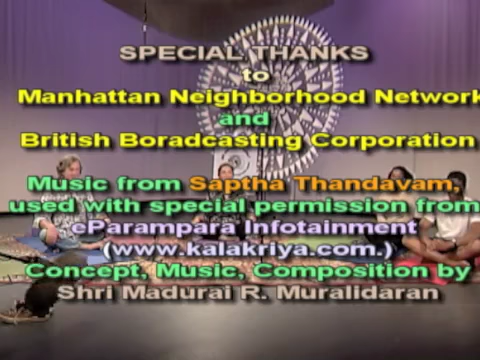 SPECIAL THANKS
to
Manhattan Neighborhood Network
and
British Boradcasting Corporation
Music from Saptha Thandavam,
used with special permission from
eParampara Infotainment
(www.kalakriya.com.)
Concept, Music, Composition by
Shri Madurai R. Muralidaran